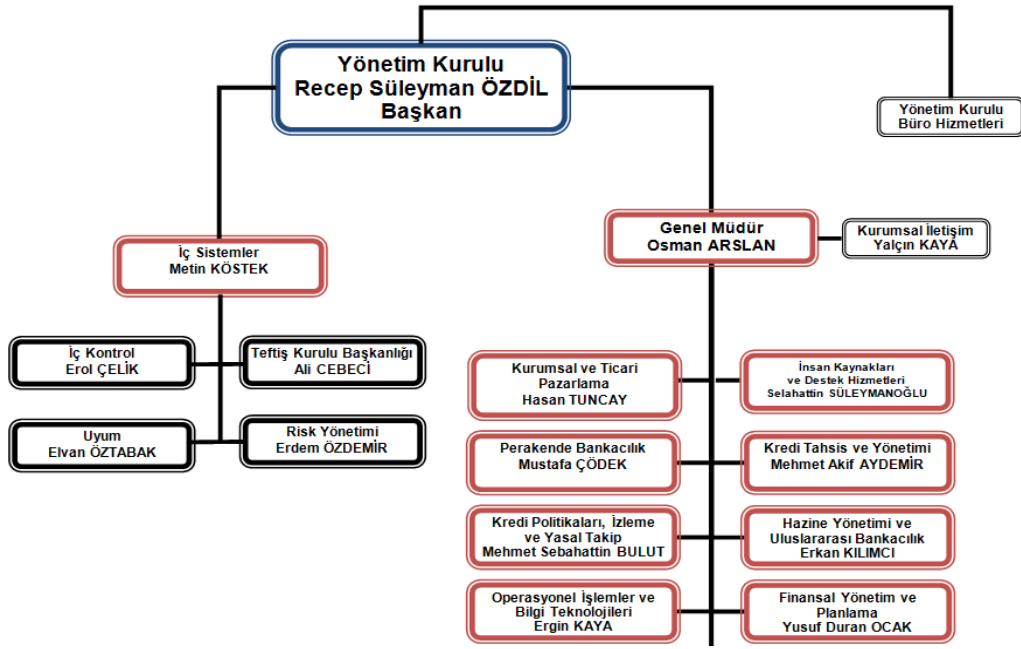 Yönetim Kurulu
Recep Süleyman ÖZDİL
Başkan
Yönetim Kurulu
Büro Hizmetleri
Genel Müdür
Osman ARSLAN
Kurumsal İletişim
Yalçın KAYA
İç Sistemler
Metin KÖSTEK
İç Kontrol
Erol ÇELİK
Teftiş Kurulu Başkanlığı
Ali CEBECİ
Uyum
Elvan ÖZTABAK
Risk Yönetimi
Erdem ÖZDEMİR
Kurumsal ve Ticari
Pazarlama
Hasan TUNCAY
İnsan Kaynakları
ve Destek Hizmetleri
Selahattin SÜLEYMANOĞLU
Perakende Bankacılık
Mustafa ÇÖDEK
Kredi Tahsis ve Yönetimi
Mehmet Akif AYDEMİR
Kredi Politikaları, İzleme
ve Yasal Takip
Mehmet Sebahattin BULUT
Hazine Yönetimi ve
Uluslararası Bankacılık
Erkan KILIMCI
Operasyonel İşlemler ve
Bilgi Teknolojileri
Ergin KAYA
Finansal Yönetim ve
Planlama
Yusuf Duran OCAK